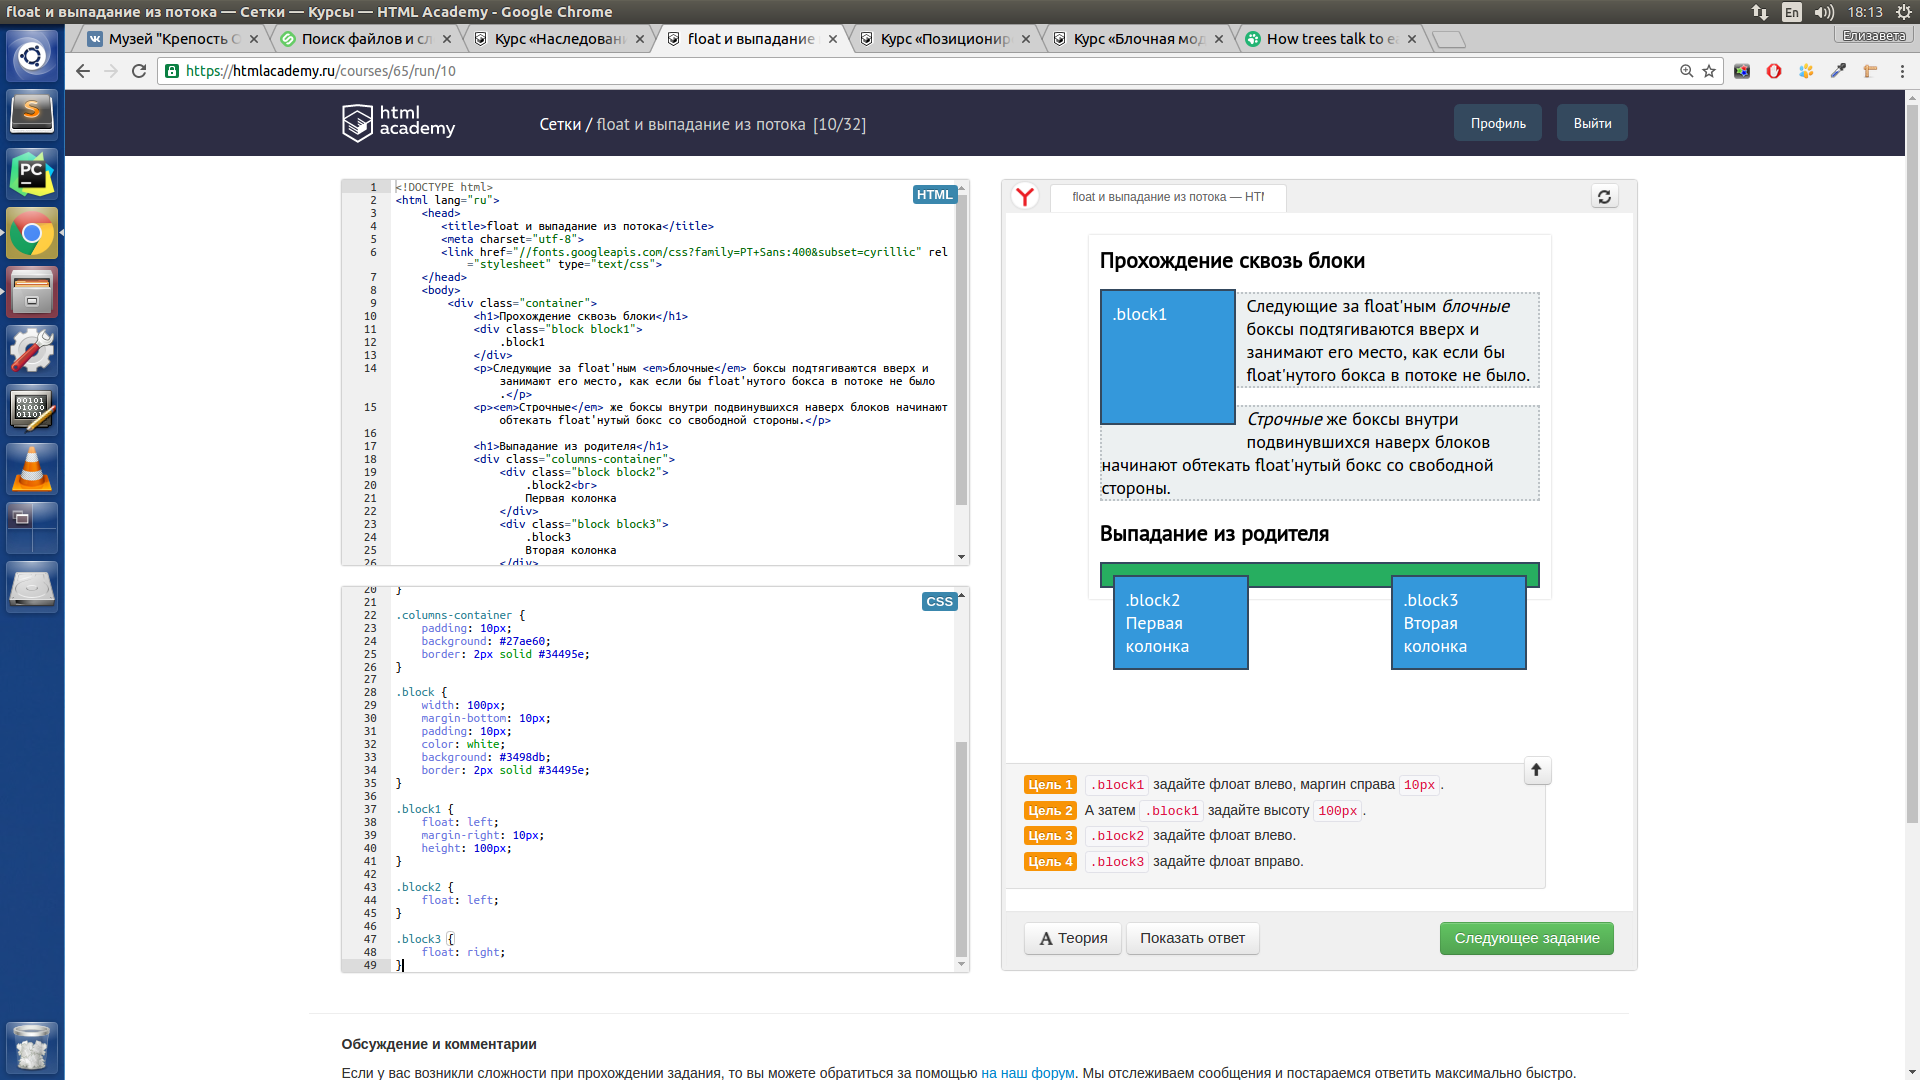 float и выпадание из потока — Сетки — Курсы — HTML Academy - Google Chrome
En
18:13
Музей "Крепость
Поиск файлов и сл
Курс «Наследован
float и выпадание
Курс «Позиционир
Курс «Блочная мод
How trees talk to e
Елизавета
https://htmlacademy.ru/courses/65/run/10
html academy
Сетки / float и выпадание из потока [10/32]
Профиль
Выйти
HTML
1 <!DOCTYPE html>
2 <html lang="ru">
3 <head>
4 <title>float и выпадание из потока</title>
5 <meta charset="utf-8">
6 <link href="//fonts.googleapis.com/css?family=PT+Sans:400&subset=cyrillic" rel
="stylesheet" type="text/css">
7 </head>
8 <body>
9 <div class="container">
10 <h1>Прохождение сквозь блоки</h1>
11 <div class="block block1">
12 .block1
13 </div>
14 <p>Следующие за float'ным <em>блочные</em> боксы подтягиваются вверх и
занимают его место, как если бы float'нутого бокса в потоке не было
.</p>
15 <p><em>Строчные</em> же боксы внутри подвинувшихся наверх блоков начинают
обтекать float'нутый бокс со свободной стороны.</p>
16
17 <h1>Выпадание из родителя</h1>
18 <div class="columns-container">
19 <div class="block block2">
20 .block2<br>
21 Первая колонка
22 </div>
23 <div class="block block3">
24 .block3
25 Вторая колонка
26 </div>
CSS
20 }
21
22 .columns-container {
23 padding: 10px;
24 background: #27ae60;
25 border: 2px solid #34495e;
26 }
27
28 .block {
29 width: 100px;
30 margin-bottom: 10px;
31 padding: 10px;
32 color: white;
33 background: #3498db;
34 border: 2px solid #34495e;
35 }
36
37 .block1 {
38 float: left;
39 margin-right: 10px;
40 height: 100px;
41 }
42
43 .block2 {
44 float: left;
45 }
46
47 .block3 {
48 float: right;
49 }
float и выпадание из потока — HT
Прохождение сквозь блоки
.block1
Следующие за float'ным блочные
боксы подтягиваются вверх и
занимают его место, как если бы
float'нутого бокса в потоке не было.
Строчные же боксы внутри
подвинувшихся наверх блоков
начинают обтекать float'нутый бокс со свободной
стороны.
Выпадание из родителя
.block2
Первая
колонка
.block3
Вторая
колонка
Цель 1 .block1 задайте флоат влево, маргин справа 10px.
Цель 2 А затем .block1 задайте высоту 100px.
Цель 3 .block2 задайте флоат влево.
Цель 4 .block3 задайте флоат вправо.
Теория
Показать ответ
Следующее задание
Обсуждение и комментарии
Если у вас возникли сложности при прохождении задания, то вы можете обратиться за помощью на наш форум. Мы отслеживаем сообщения и постараемся ответить максимально быстро.